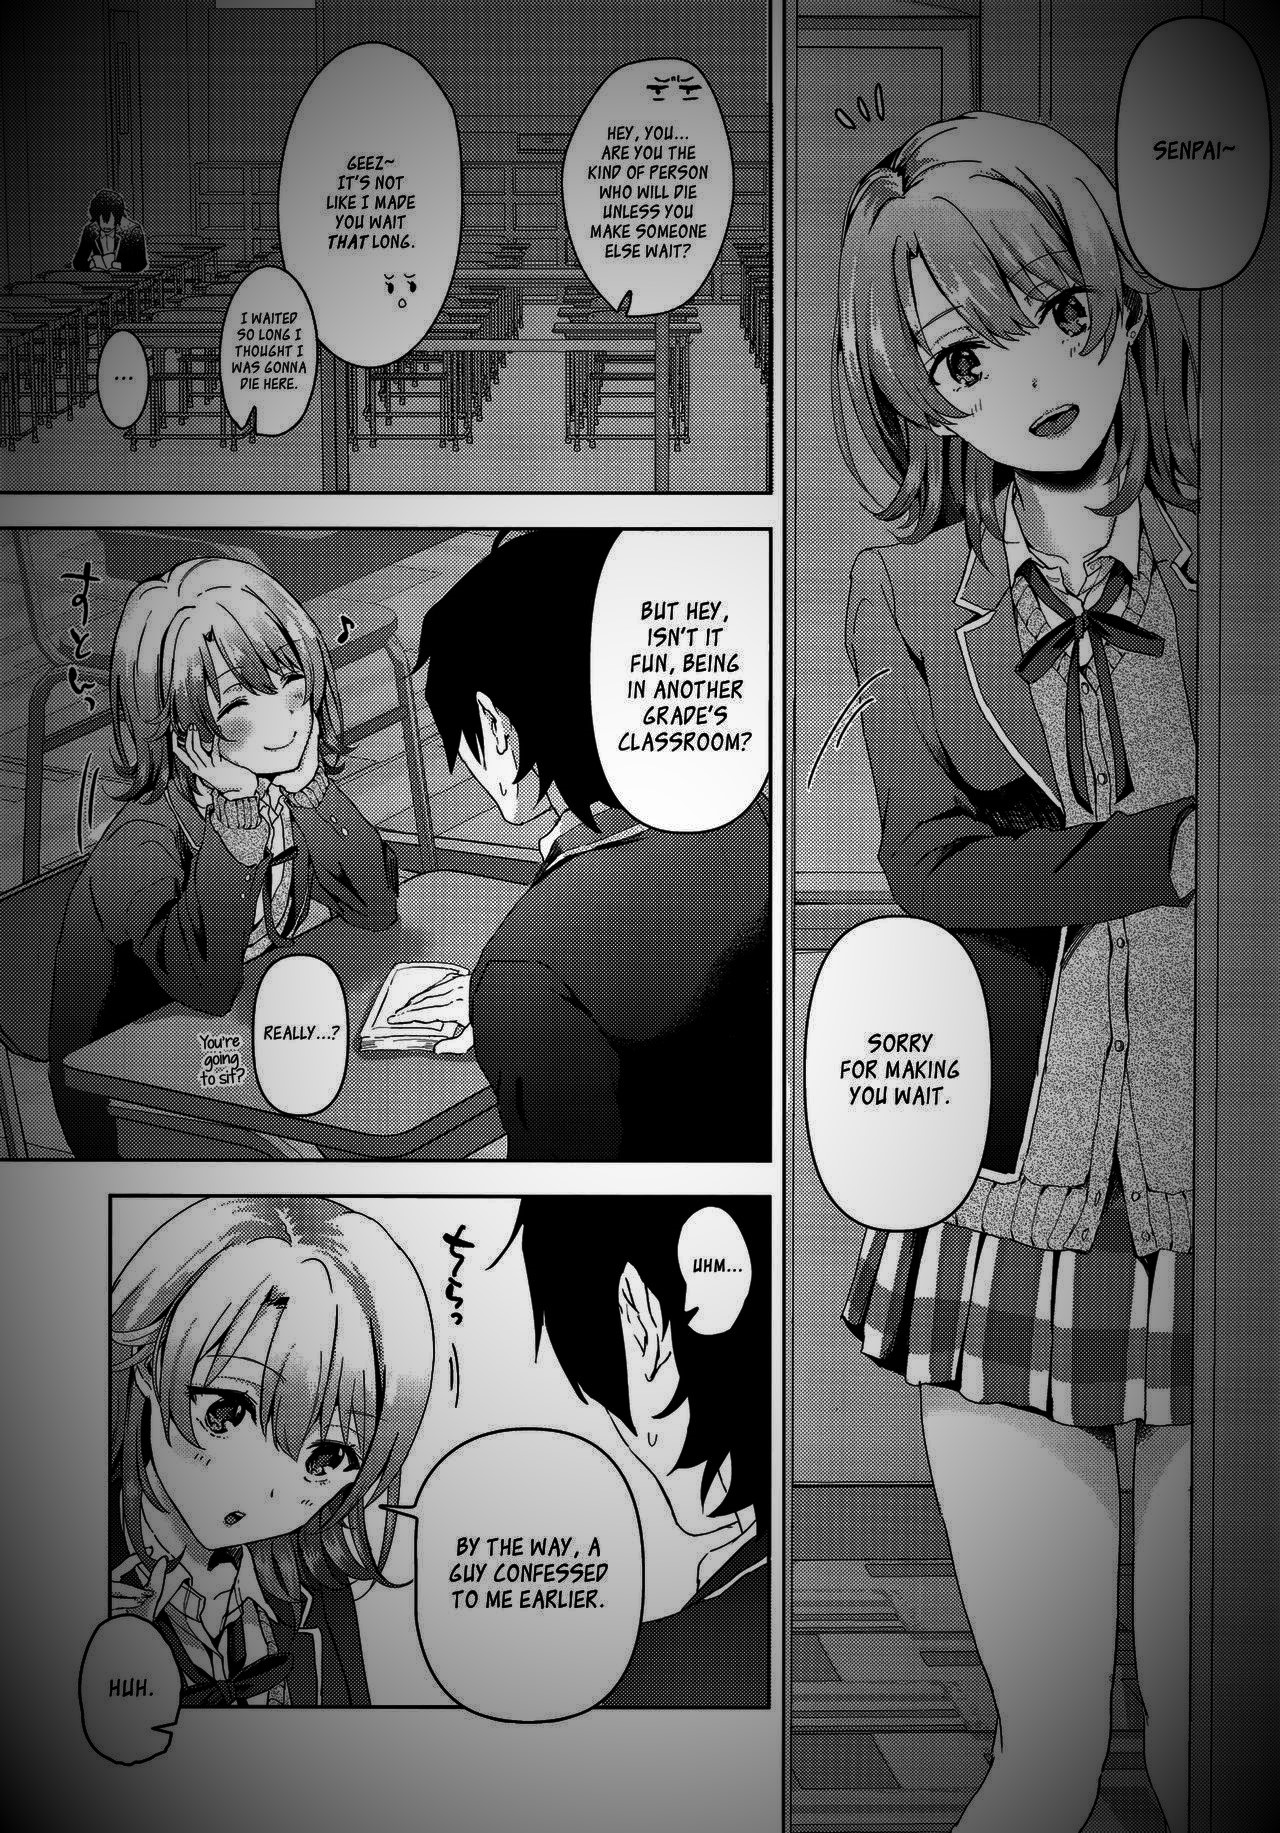 SENPAI~
SORRY
FOR MAKING
YOU WAIT.
HEY, YOU...
ARE YOU THE
KIND OF PERSON
WHO WILL DIE
UNLESS YOU
MAKE SOMEONE
ELSE WAIT?
GEEZ~
IT'S NOT
LIKE I MADE
YOU WAIT
THAT LONG.
I WAITED
SO LONG I
THOUGHT I
WAS GONNA
DIE HERE.
...
BUT HEY,
ISN'T IT
FUN, BEING
IN ANOTHER
GRADE'S
CLASSROOM?
すとんっ
REALLY...?
You're
going
to sit?
UHM...
ちらっ
BY THE WAY, A
GUY CONFESSED
TO ME EARLIER.
HUH.